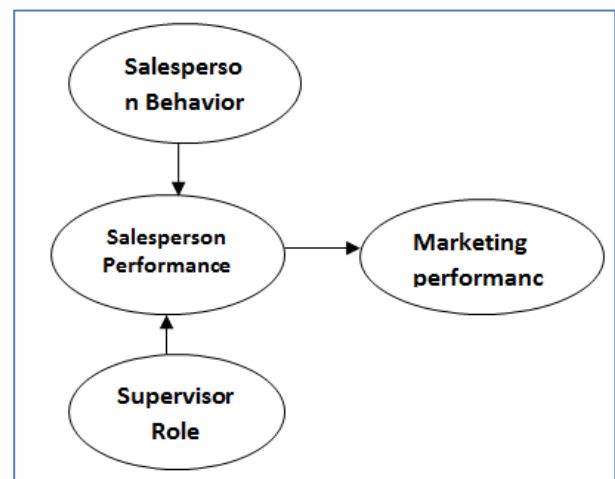 Salesperso
n Behavior
Salesperson
Performance
Marketing
performanc
Supervisor
Role